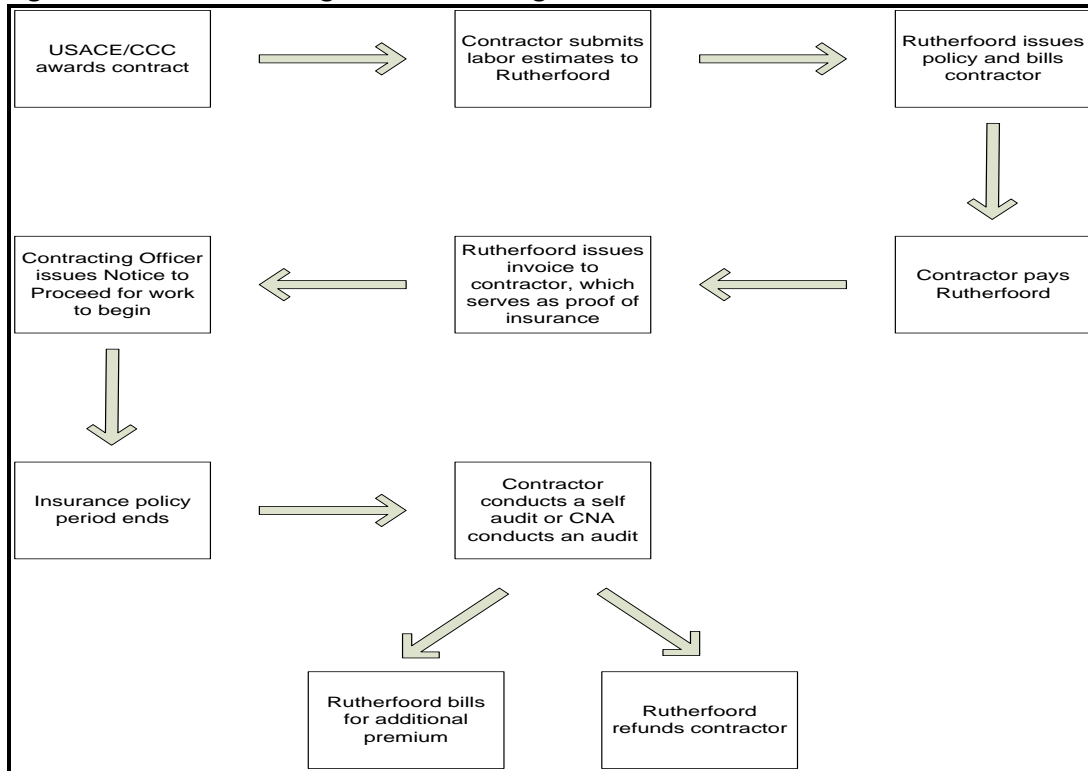 USACE/CCC
awards contract
Contractor submits
labor estimates to
Rutherfoord
Rutherfoord issues
policy and bills
contractor
Contractor pays
Rutherfoord
Rutherfoord issues
invoice to
contractor, which
serves as proof of
insurance
Contracting Officer
issues Notice to
Proceed for work
to begin
Insurance policy
period ends
Contractor
conducts a self
audit or CNA
conducts an audit
Rutherfoord bills
for additional
premium
Rutherfoord
refunds contractor